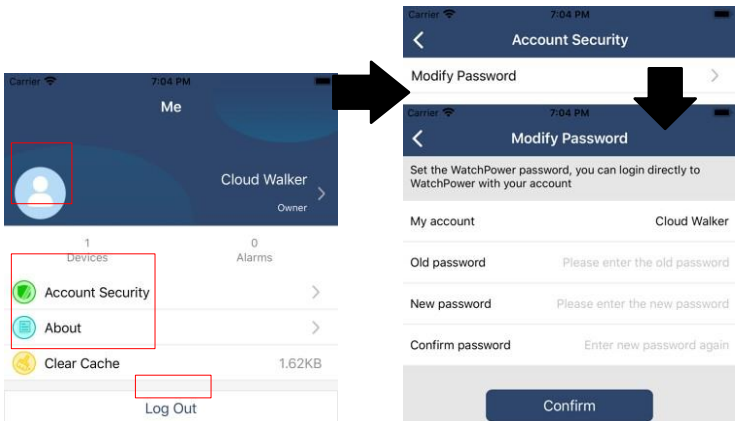 Carrier 7:04 PM
Me
Cloud Walker
Owner
1 0
Devices Alarms
Account Security
About
Clear Cache 1.62KB
Log Out
Carrier 7:04 PM
Account Security
Modify Password
Carrier 7:04 PM
Modify Password
Set the WatchPower password, you can login directly to
WatchPower with your account
My account Cloud Walker
Old password Please enter the old password
New password Please enter the new password
Confirm password Enter new password again
Confirm